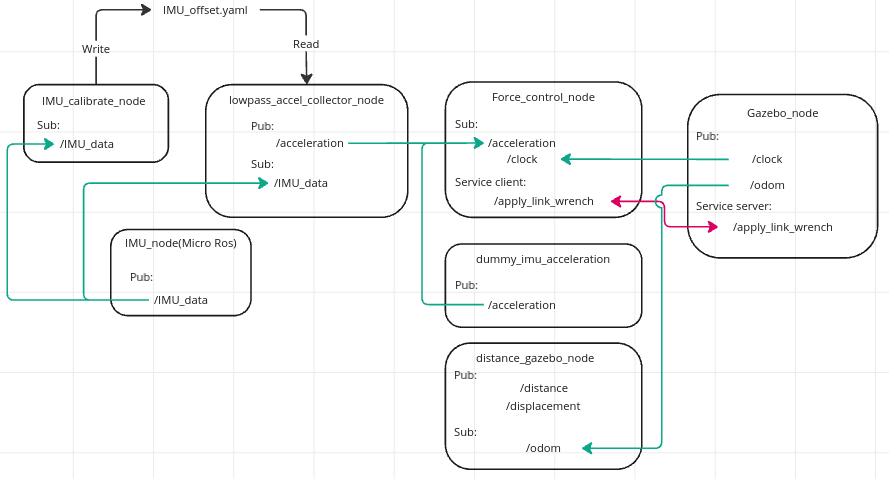 IMU_offset.yaml
Write
Read
IMU_calibrate_node
Sub:
/IMU_data
lowpass_accel_collector_node
Pub:
/acceleration
Sub:
/IMU_data
Force_control_node
Sub:
/acceleration
/clock
Service client:
/apply_link_wrench
Gazebo_node
Pub:
/clock
/odom
Service server:
/apply_link_wrench
IMU_node(Micro Ros)
Pub:
/IMU_data
dummy_imu_acceleration
Pub:
/acceleration
distance_gazebo_node
Pub:
/distance
/displacement
Sub:
/odom